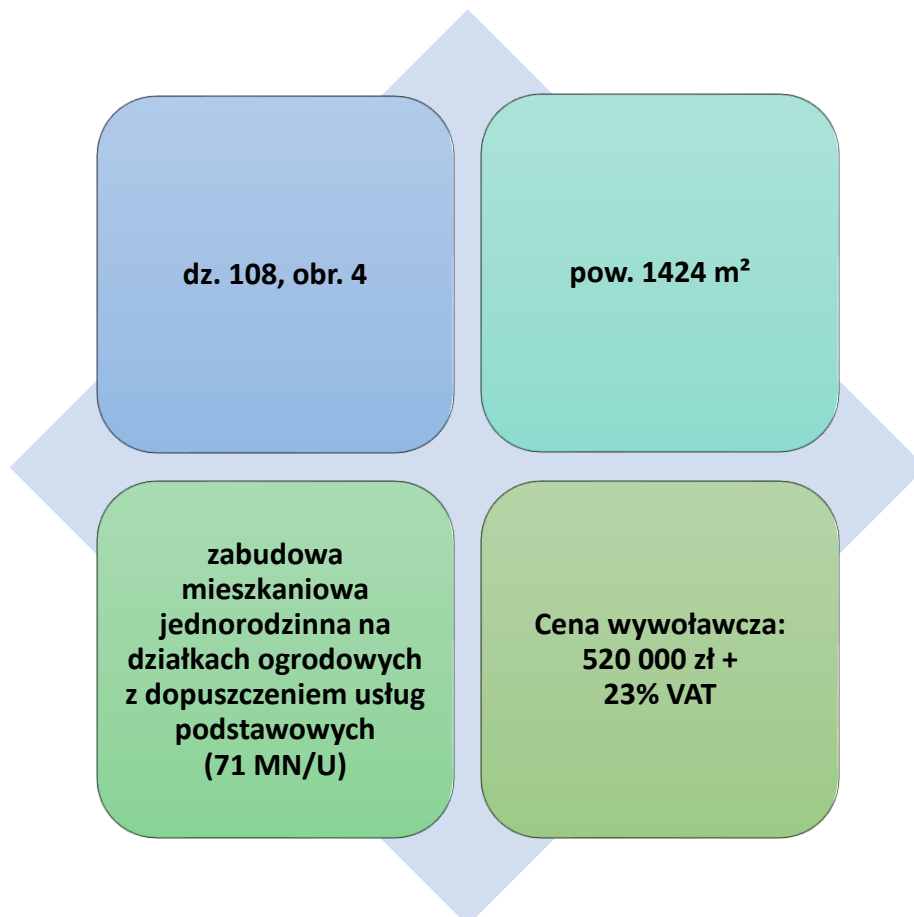 dz. 108, obr. 4
pow. 1424 m²
zabudowa
mieszkaniowa
jednorodzinna na
działkach ogrodowych
z dopuszczeniem usług
podstawowych
(71 MN/U)
Cena wywoławcza:
520 000 zł +
23% VAT